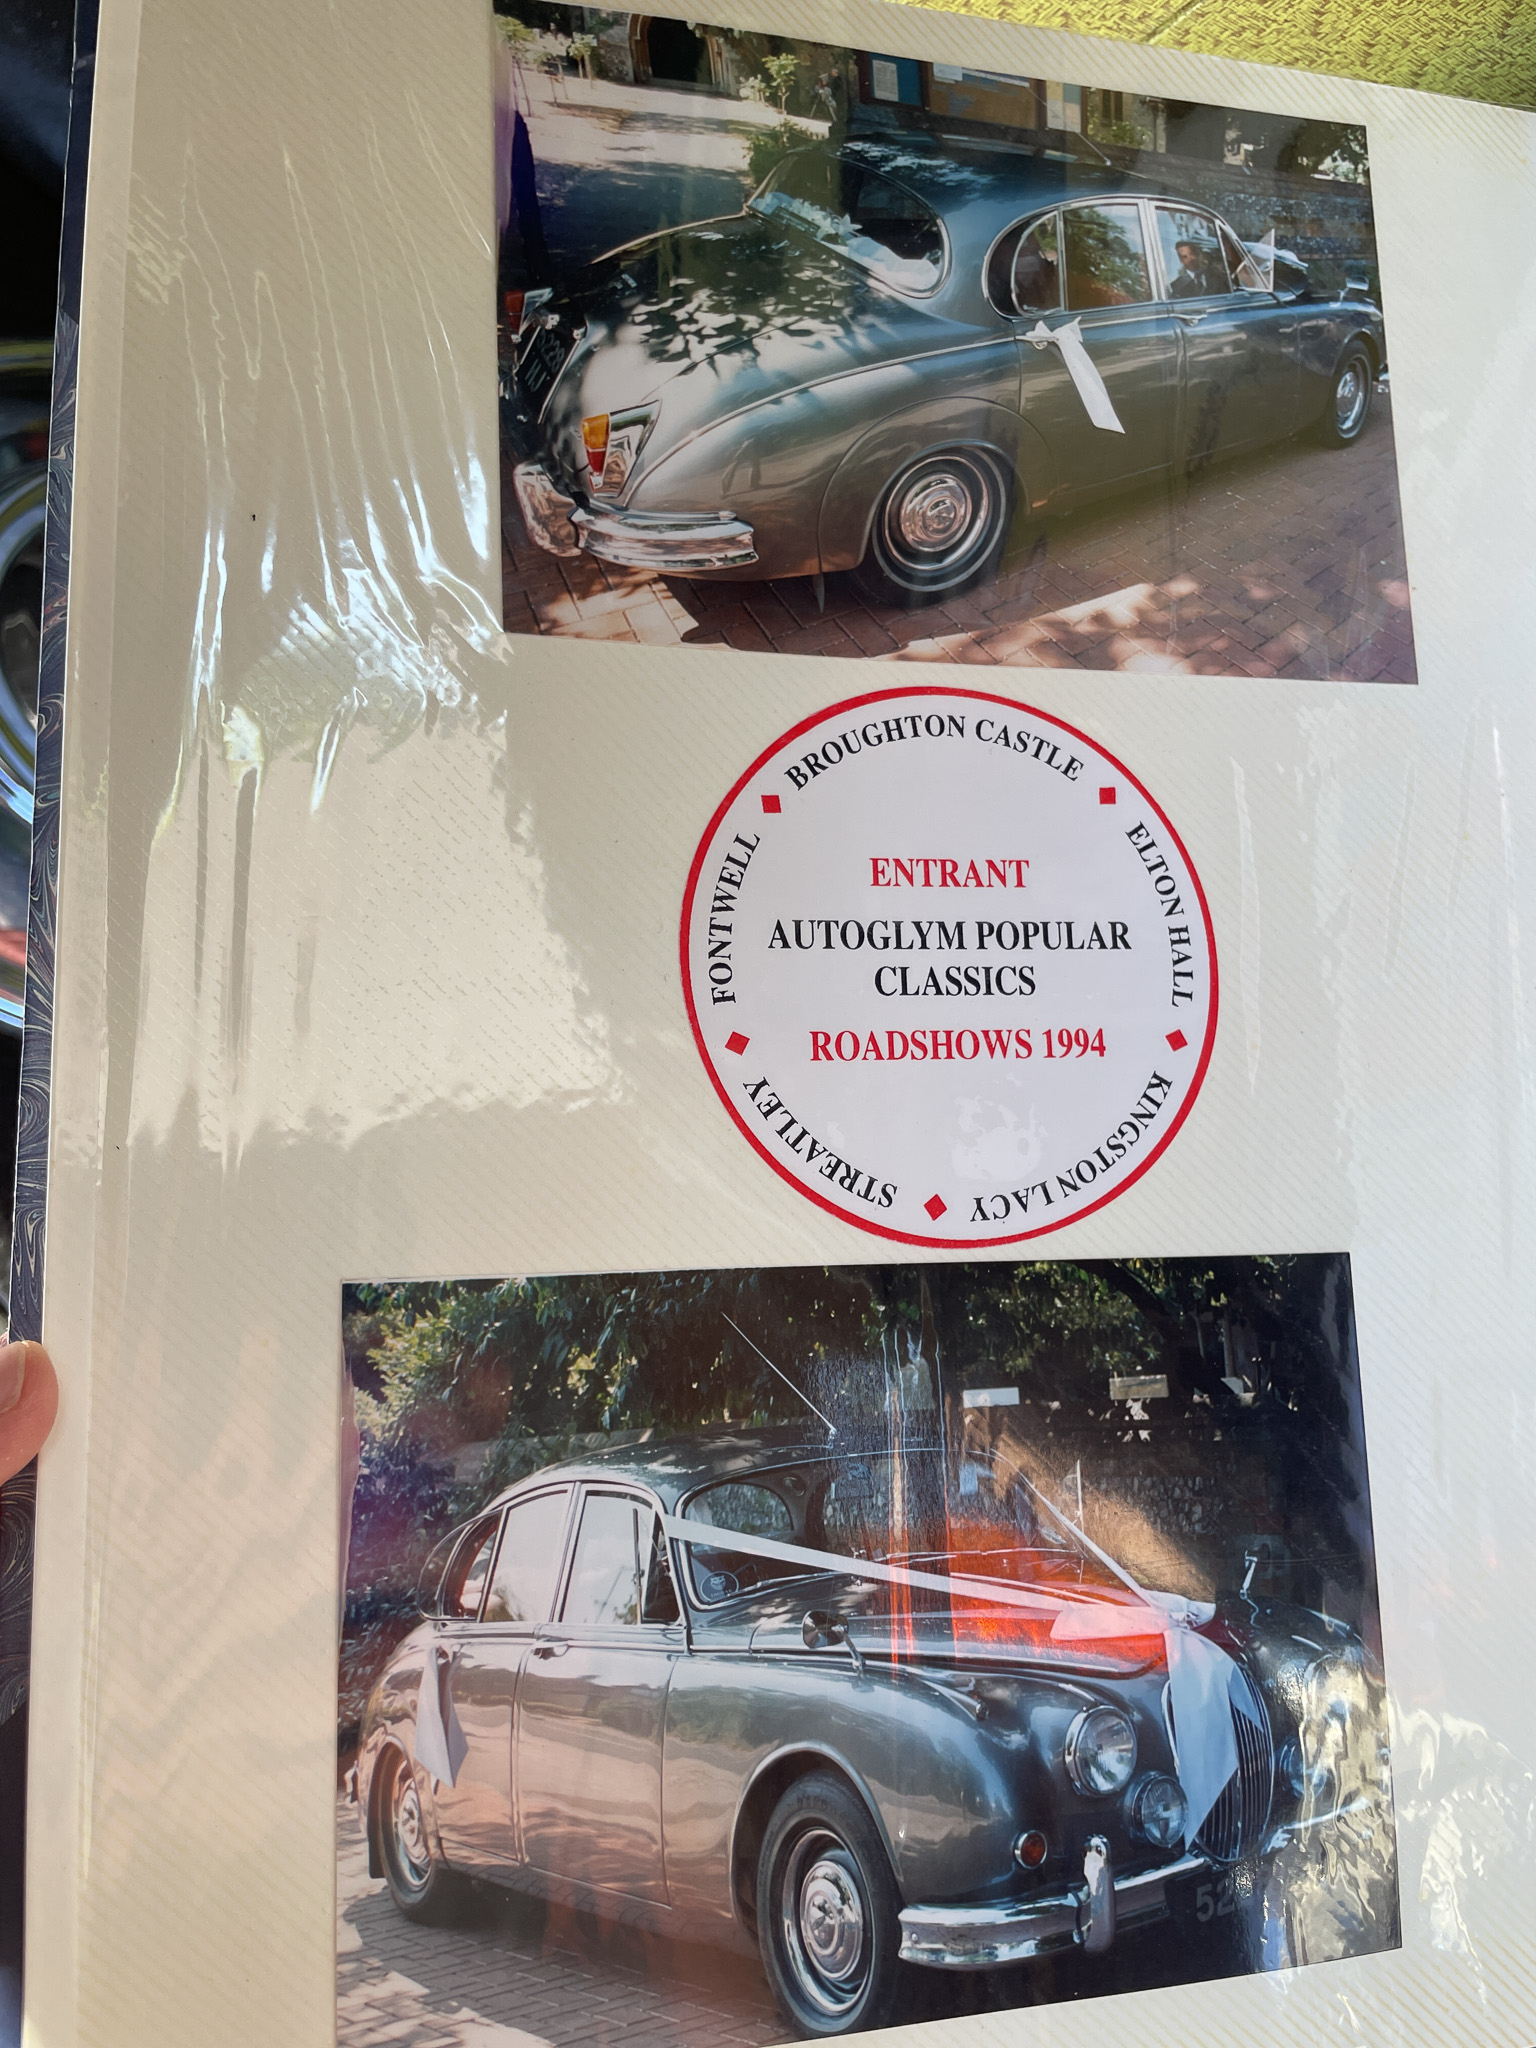 BROUGHTON CASTLE
ELTON HALL
KINGSTON LACY
STREATLEY
FONTWELL
ENTRANT
AUTOGLYM POPULAR
CLASSICS
ROADSHOWS 1994